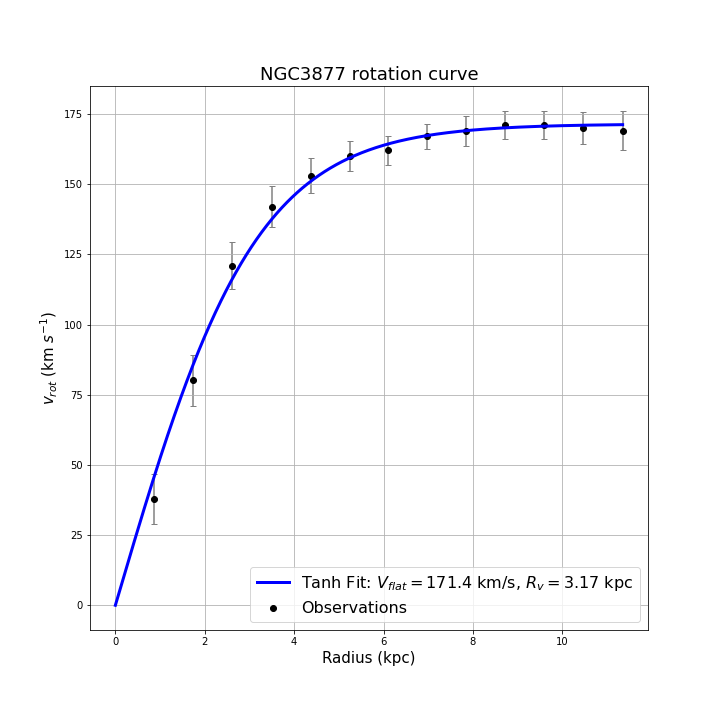 NGC3877 rotation curve
175
150
125
100
75
50
25
0
v_rot (km s⁻¹)
Tanh Fit: V_flat = 171.4 km/s, R_v = 3.17 kpc
Observations
0 2 4 6 8 10
Radius (kpc)